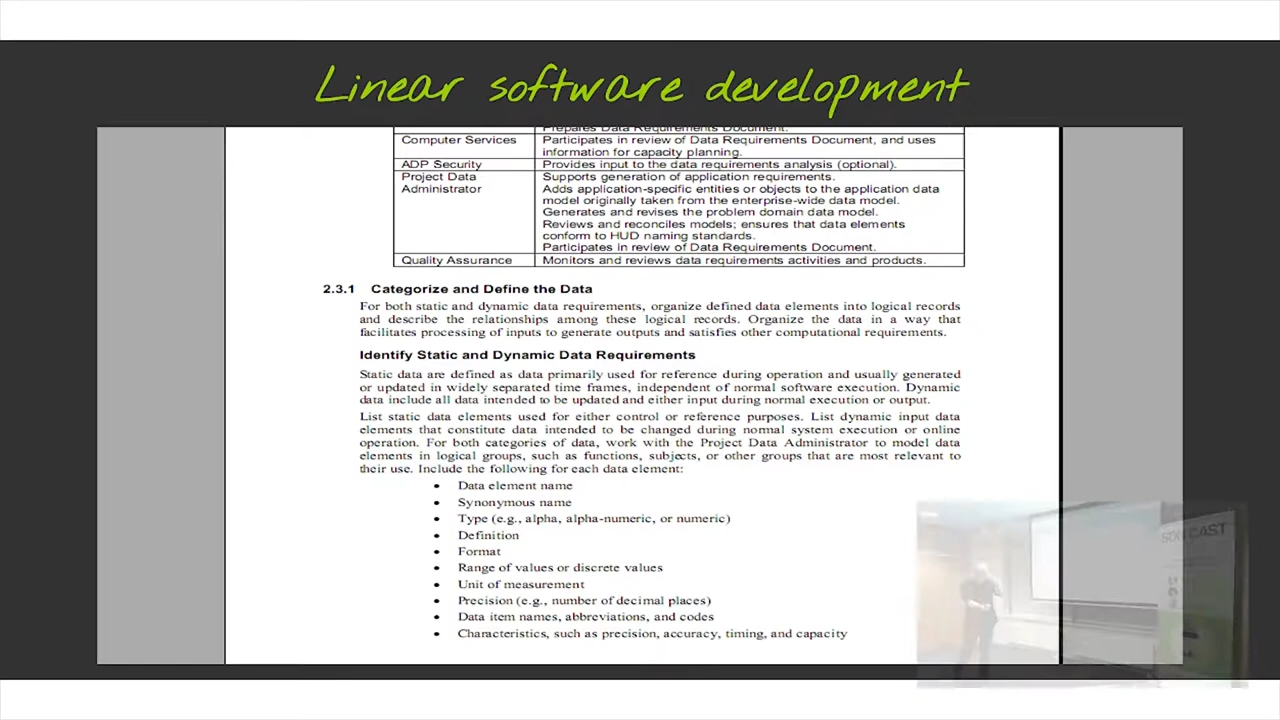 Linear software development
Prepares Data Requirements Document.
Computer Services
Participates in review of Data Requirements Document, and uses
information for capacity planning.
ADP Security
Provides input to the data requirements analysis (optional).
Project Data
Administrator
Supports generation of application requirements.
Adds application-specific entities or objects to the application data
model originally taken from the enterprise-wide data model.
Generates and revises the problem domain data model.
Reviews and reconciles models; ensures that data elements
conform to HUD naming standards.
Participates in review of Data Requirements Document.
Quality Assurance
Monitors and reviews data requirements activities and products.
2.3.1 Categorize and Define the Data
For both static and dynamic data requirements, organize defined data elements into logical records
and describe the relationships among these logical records. Organize the data in a way that
facilitates processing of inputs to generate outputs and satisfies other computational requirements.
Identify Static and Dynamic Data Requirements
Static data are defined as data primarily used for reference during operation and usually generated
or updated in widely separated time frames, independent of normal software execution. Dynamic
data include all data intended to be updated and either input during normal execution or output.
List static data elements used for either control or reference purposes. List dynamic input data
elements that constitute data intended to be changed during normal system execution or online
operation. For both categories of data, work with the Project Data Administrator to model data
elements in logical groups, such as functions, subjects, or other groups that are most relevant to
their use. Include the following for each data element:
• Data element name
• Synonymous name
• Type (e.g., alpha, alpha-numeric, or numeric)
• Definition
• Format
• Range of values or discrete values
• Unit of measurement
• Precision (e.g., number of decimal places)
• Data item names, abbreviations, and codes
• Characteristics, such as precision, accuracy, timing, and capacity